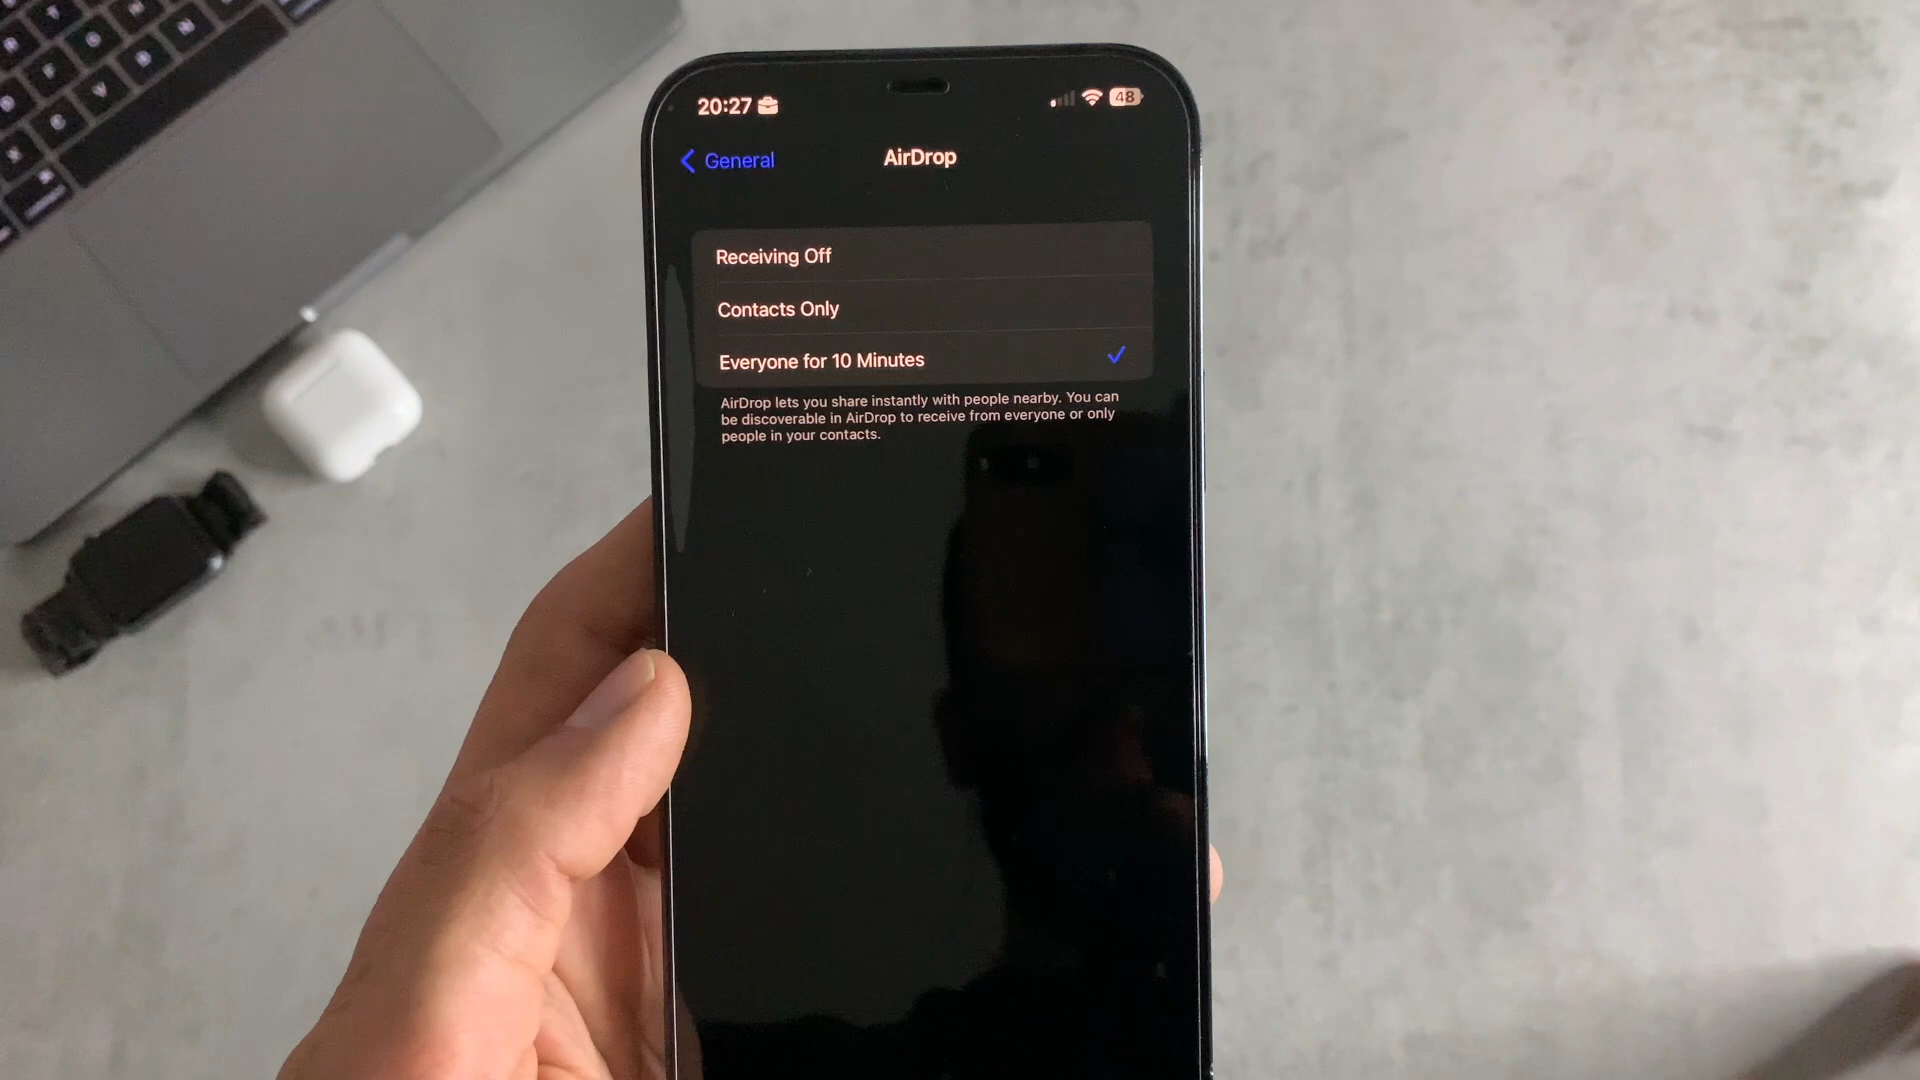 20:27
48
General
AirDrop
Receiving Off
Contacts Only
Everyone for 10 Minutes
AirDrop lets you share instantly with people nearby. You can
be discoverable in AirDrop to receive from everyone or only
people in your contacts.